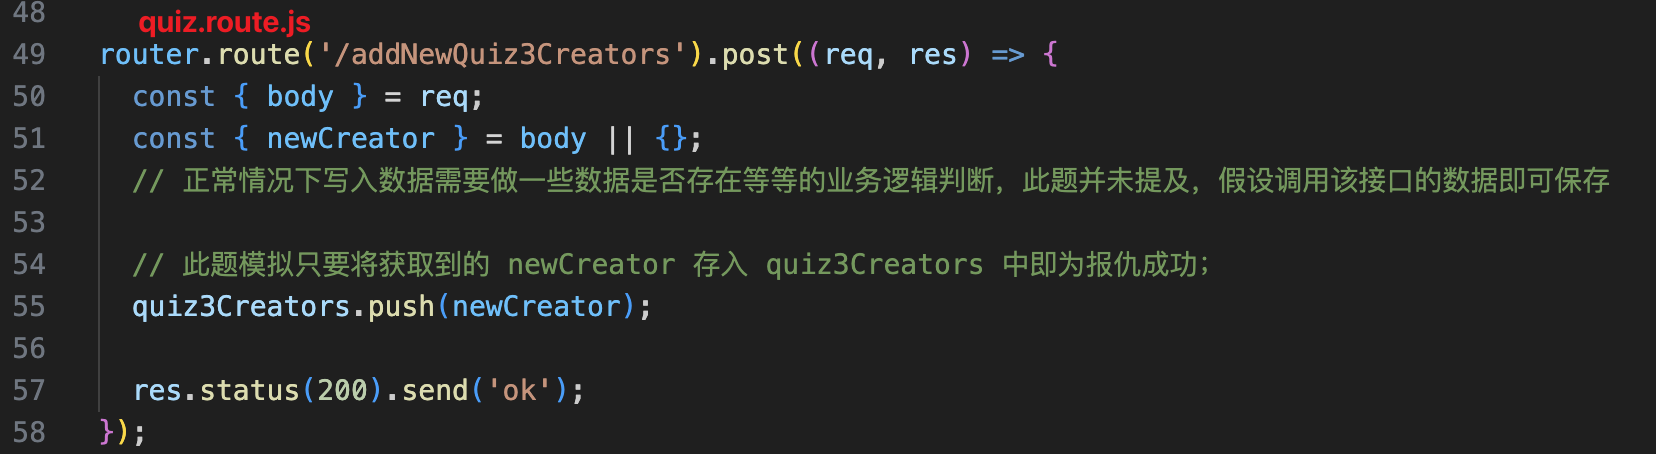 48
quiz.route.js
49 router.route('/addNewQuiz3Creators').post((req, res) => {
50 const { body } = req;
51 const { newCreator } = body || {};
52 // 正常情况下写入数据需要做一些数据是否存在等等的业务逻辑判断，此题并未提及，假设调用该接口的数据即可保存
53
54 // 此题模拟只要将获取到的 newCreator 存入 quiz3Creators 中即为报仇成功；
55 quiz3Creators.push(newCreator);
56
57 res.status(200).send('ok');
58 });